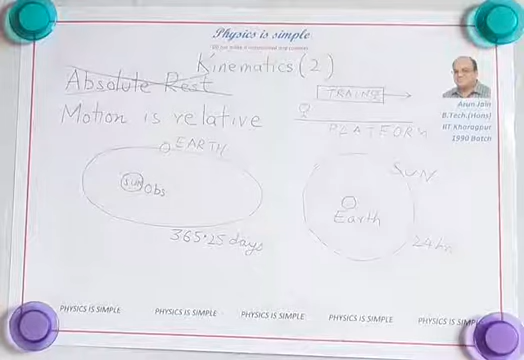 Physics is simple
Kinematics (2)
Absolute Rest
Motion is relative
TRAIN
PLATFORM
Arun Jain
B.Tech.(Hons)
IIT Kharagpur
1990 Batch
EARTH
SUN
Obs
365.25 days
SUN
Earth
24 hr
PHYSICS IS SIMPLE PHYSICS IS SIMPLE PHYSICS IS SIMPLE PHYSICS IS SIMPLE PHYSICS IS SIMPLE